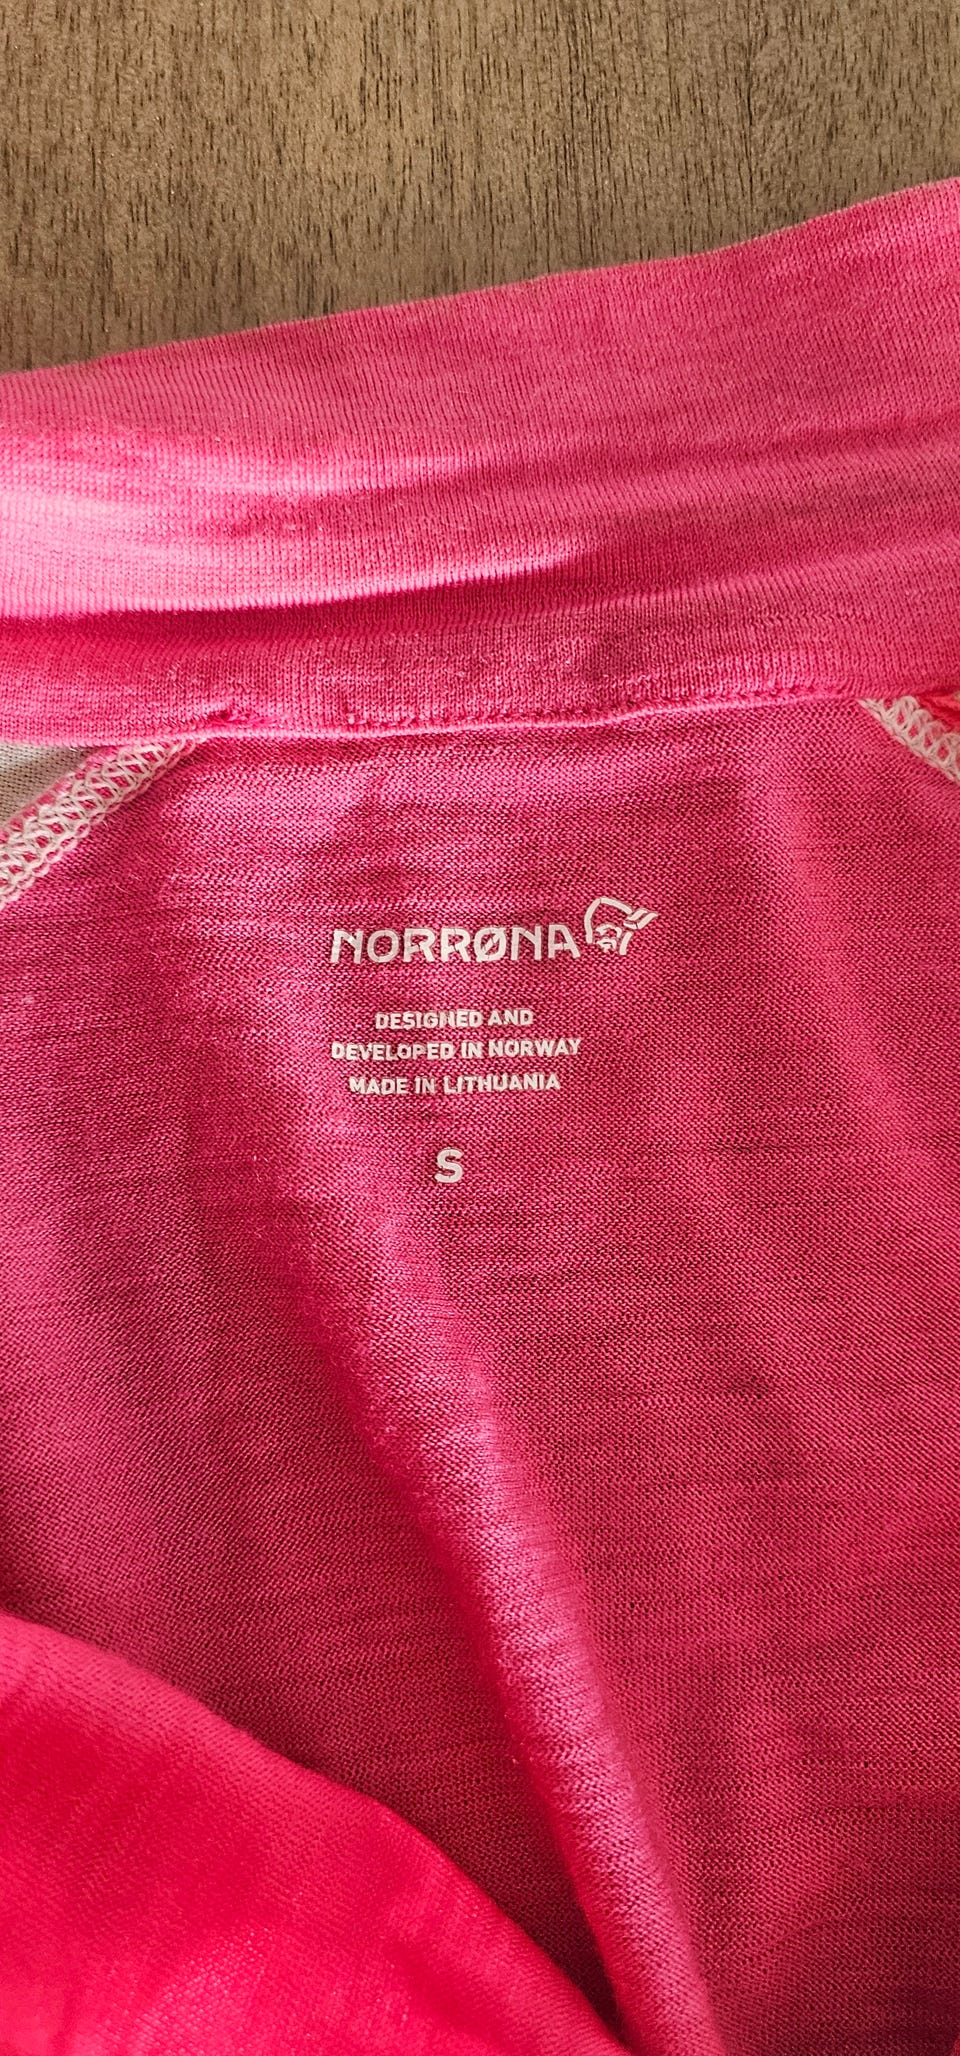 NORRØNA
DESIGNED AND
DEVELOPED IN NORWAY
MADE IN LITHUANIA
S